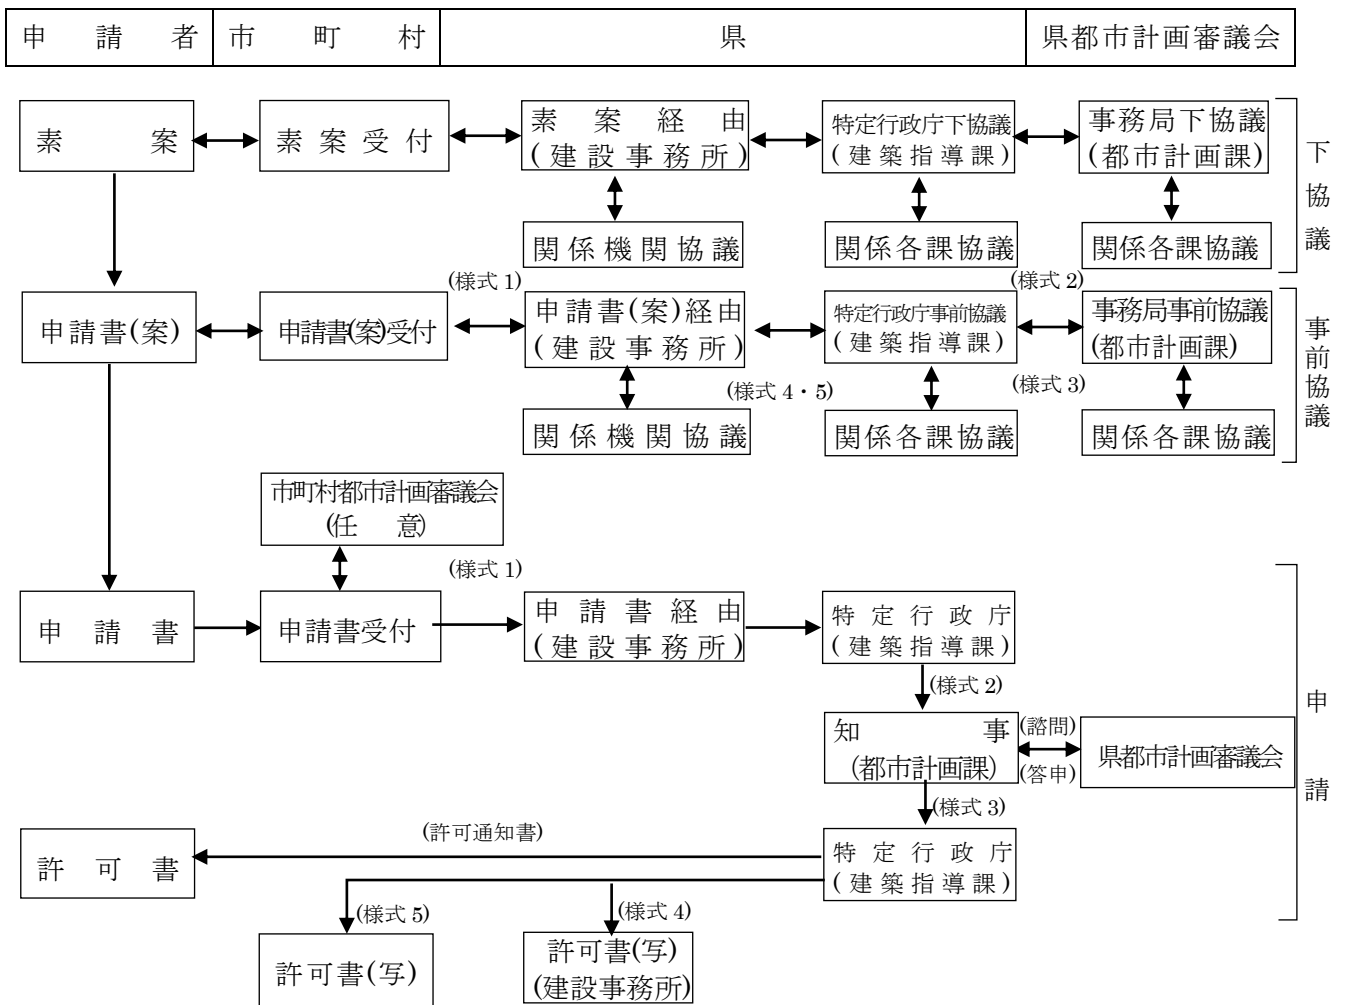 申請者 市町村 県 県都市計画審議会
素案 素案受付 素案経由 特定行政庁下協議 事務局下協議
(建設事務所) (建築指導課) (都市計画課)
下協議
関係機関協議 関係各課協議 関係各課協議
(様式 1) (様式 2)
申請書(案) 申請書(案)受付 申請書(案)経由 特定行政庁事前協議 事務局事前協議
(建設事務所) (建築指導課) (都市計画課)
事前協議
(様式 4・5) (様式 3)
関係機関協議 関係各課協議 関係各課協議
市町村都市計画審議会
(任意)
(様式 1)
申請書 申請書受付 申請書経由 特定行政庁
(建設事務所) (建築指導課)
(様式 2)
申請
知事 (諮問) 県都市計画審議会
(都市計画課) (答申)
(様式 3)
(許可通知書)
許可書 特定行政庁
(建築指導課)
(様式 5) (様式 4)
許可書(写) 許可書(写)
(建設事務所)